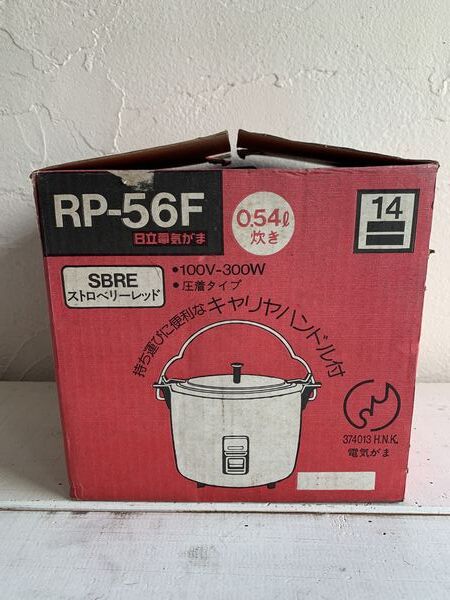 RP-56F
日立電気がま
0.54ℓ
炊き
14
SBRE
ストロベリーレッド
•100V-300W
•圧着タイプ
持ち運びに便利なキャリヤハンドル付
374013 H.N.K.
電気がま